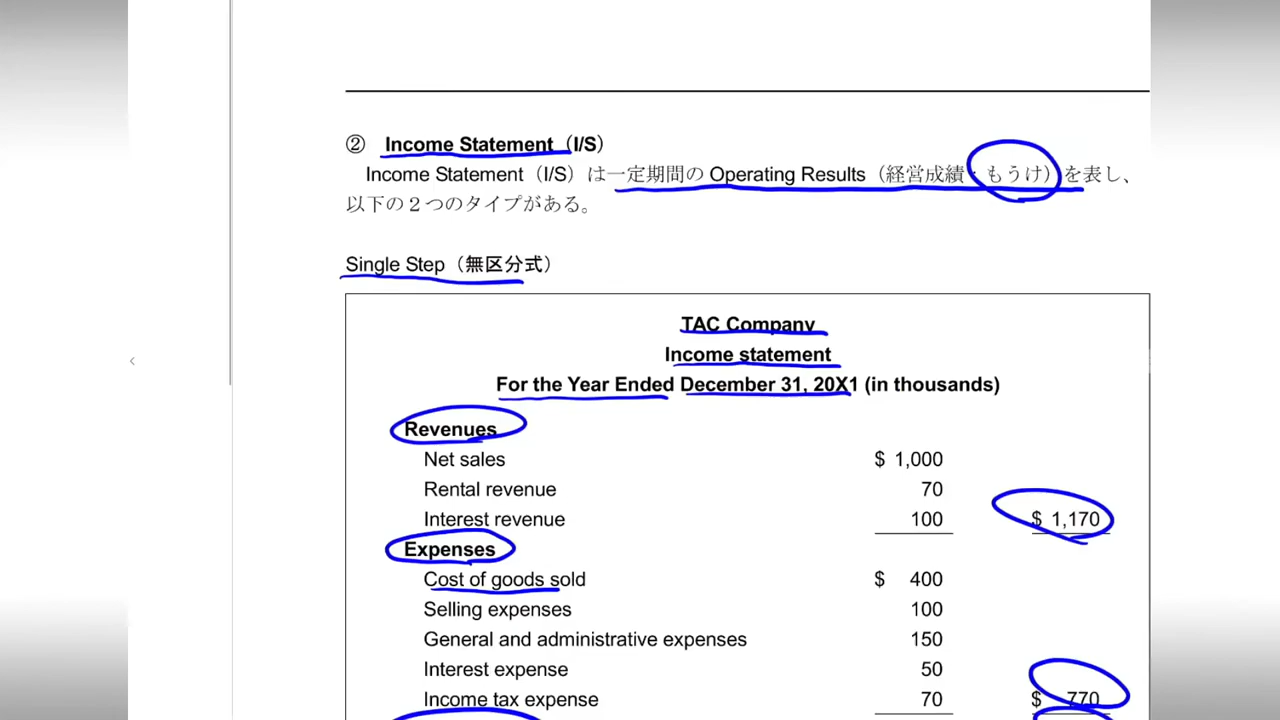 ② Income Statement（I/S）
Income Statement（I/S）は一定期間の Operating Results（経営成績・もうけ）を表し、
以下の２つのタイプがある。
Single Step（無区分式）
TAC Company
Income statement
For the Year Ended December 31, 20X1 (in thousands)
Revenues
Net sales $ 1,000
Rental revenue 70
Interest revenue 100 $ 1,170
Expenses
Cost of goods sold $ 400
Selling expenses 100
General and administrative expenses 150
Interest expense 50
Income tax expense 70 $ 770